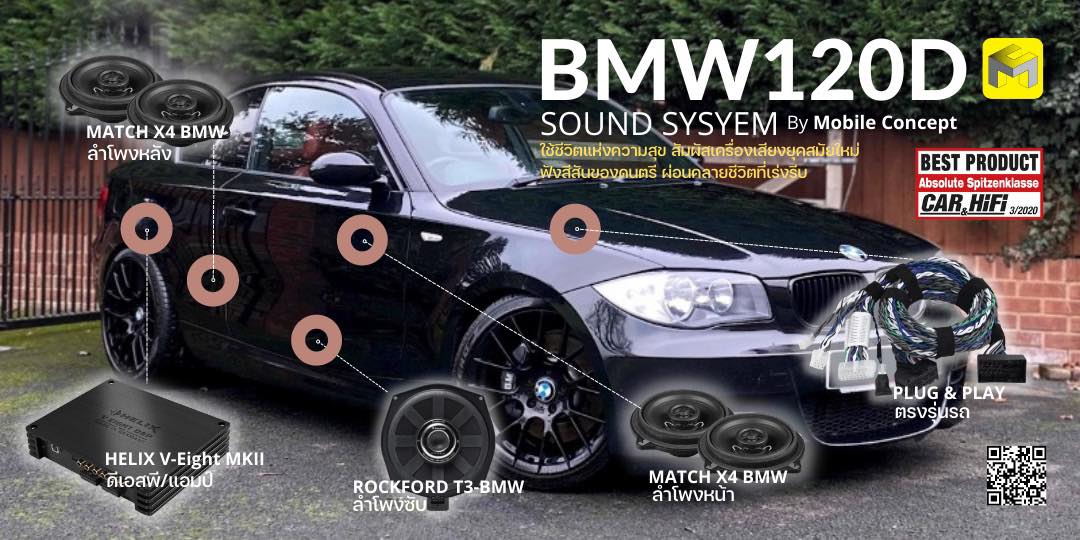 BMW120D
SOUND SYSYEM By Mobile Concept
ใช้ชีวิตแห่งความสุข สัมผัสเครื่องเสียงยุคสมัยใหม่
ฟังสีสันของดนตรี ผ่อนคลายชีวิตที่เร่งรีบ
BEST PRODUCT
Absolute Spitzenklasse
CAR & HiFi 3/2020
MATCH X4 BMW
ลำโพงหลัง
PLUG & PLAY
ตรงรุ่นรถ
HELIX
V-EIGHT DSP
HELIX V-Eight MKII
ดีเอสพี/แอมป์
ROCKFORD T3-BMW
ลำโพงซับ
MATCH X4 BMW
ลำโพงหน้า